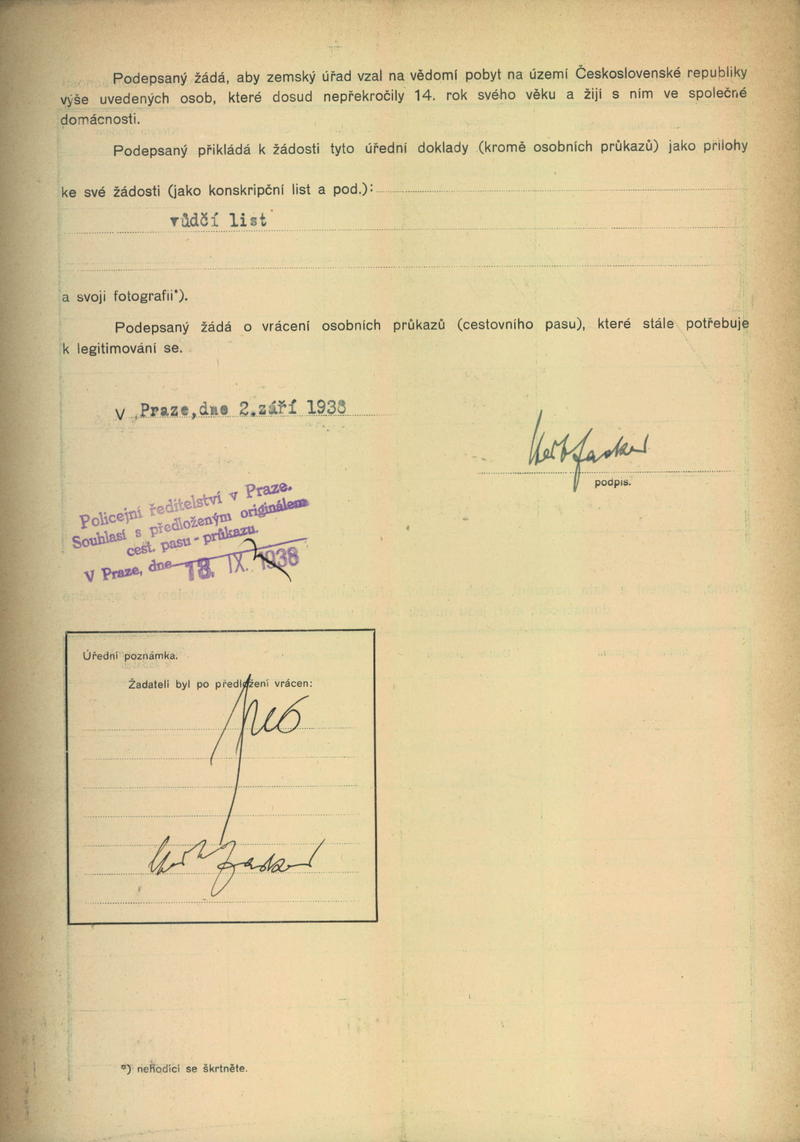 Podepsaný žádá, aby zemský úřad vzal na vědomí pobyt na území Československé republiky
výše uvedených osob, které dosud nepřekročily 14. rok svého věku a žijí s ním ve společné
domácnosti.
Podepsaný přikládá k žádosti tyto úřední doklady (kromě osobních průkazů) jako přílohy
ke své žádosti (jako konskripční list a pod.):
vůdčí list
a svoji fotografii*).
Podepsaný žádá o vrácení osobních průkazů (cestovního pasu), které stále potřebuje
k legitimování se.
V Praze, dne 2. září 1938
podpis.
Policejní ředitelství v Praze.
Souhlasí s předloženým originálem
cest. pasu - průkazu.
V Praze, dne 13. IX. 1938
Úřední poznámka.
Žadateli byl po předložení vrácen:
*) nehodící se škrtněte.